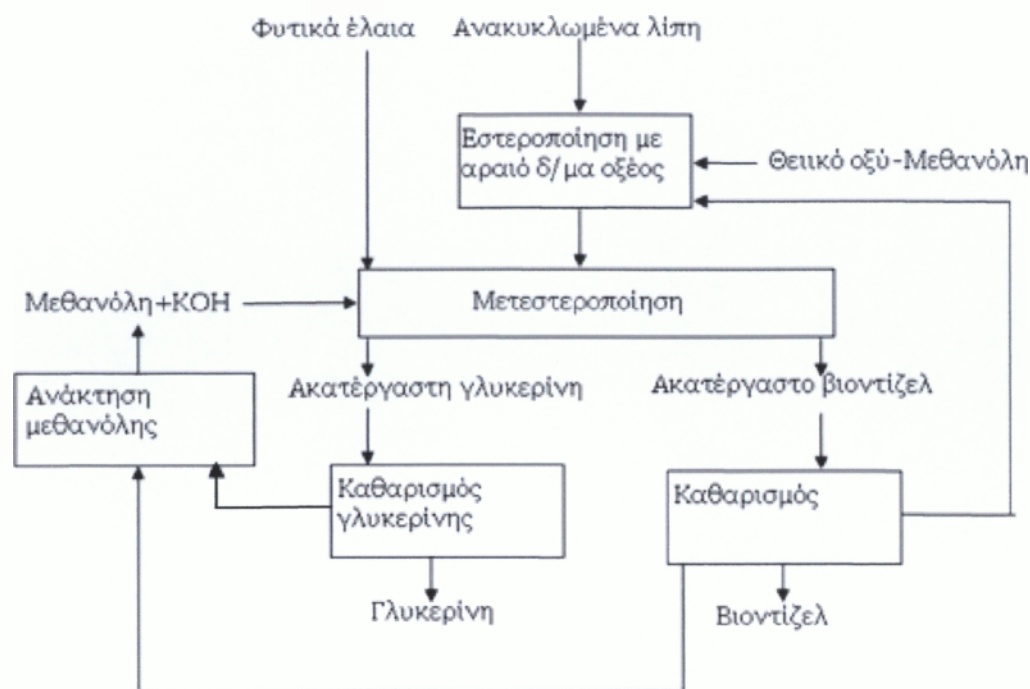 Φυτικά έλαια
Ανακυκλωμένα λίπη
Εστεροποίηση με
αραιό δ/μα οξέος
Θειικό οξύ-Μεθανόλη
Μεθανόλη+ΚΟΗ
Μετεστεροποίηση
Ανάκτηση
μεθανόλης
Ακατέργαστη γλυκερίνη
Ακατέργαστο βιοντίζελ
Καθαρισμός
γλυκερίνης
Καθαρισμός
Γλυκερίνη
Βιοντίζελ